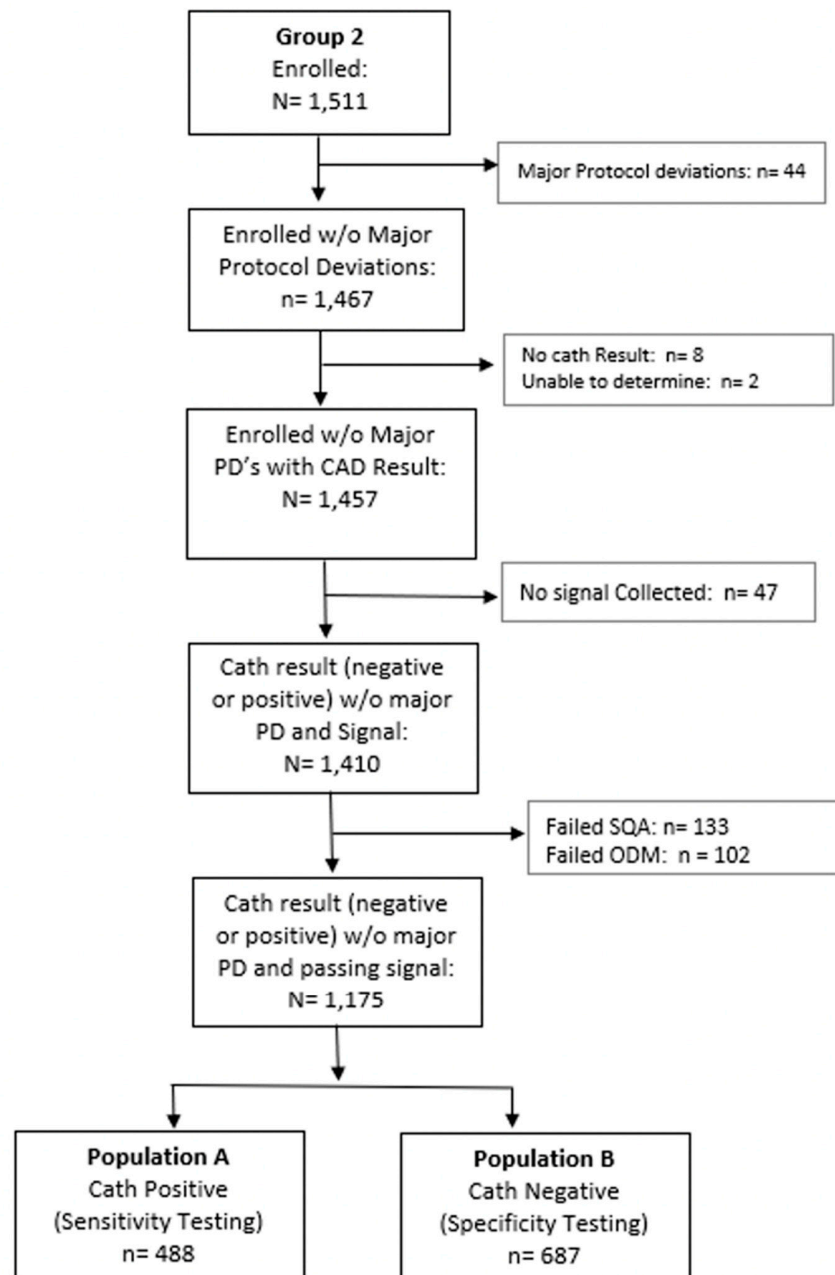 Group 2
Enrolled:
N= 1,511
Major Protocol deviations: n= 44
Enrolled w/o Major
Protocol Deviations:
n= 1,467
No cath Result: n= 8
Unable to determine: n= 2
Enrolled w/o Major
PD's with CAD Result:
N= 1,457
No signal Collected: n= 47
Cath result (negative
or positive) w/o major
PD and Signal:
N= 1,410
Failed SQA: n= 133
Failed ODM: n = 102
Cath result (negative
or positive) w/o major
PD and passing signal:
N= 1,175
Population A
Cath Positive
(Sensitivity Testing)
n= 488
Population B
Cath Negative
(Specificity Testing)
n= 687